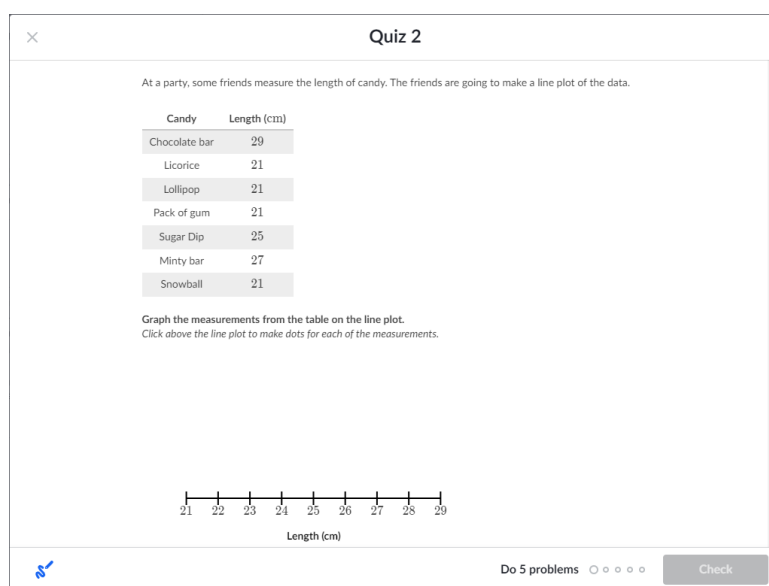 Quiz 2
At a party, some friends measure the length of candy. The friends are going to make a line plot of the data.
Candy Length (cm)
Chocolate bar 29
Licorice 21
Lollipop 21
Pack of gum 21
Sugar Dip 25
Minty bar 27
Snowball 21
Graph the measurements from the table on the line plot.
Click above the line plot to make dots for each of the measurements.
21 22 23 24 25 26 27 28 29
Length (cm)
Do 5 problems Check